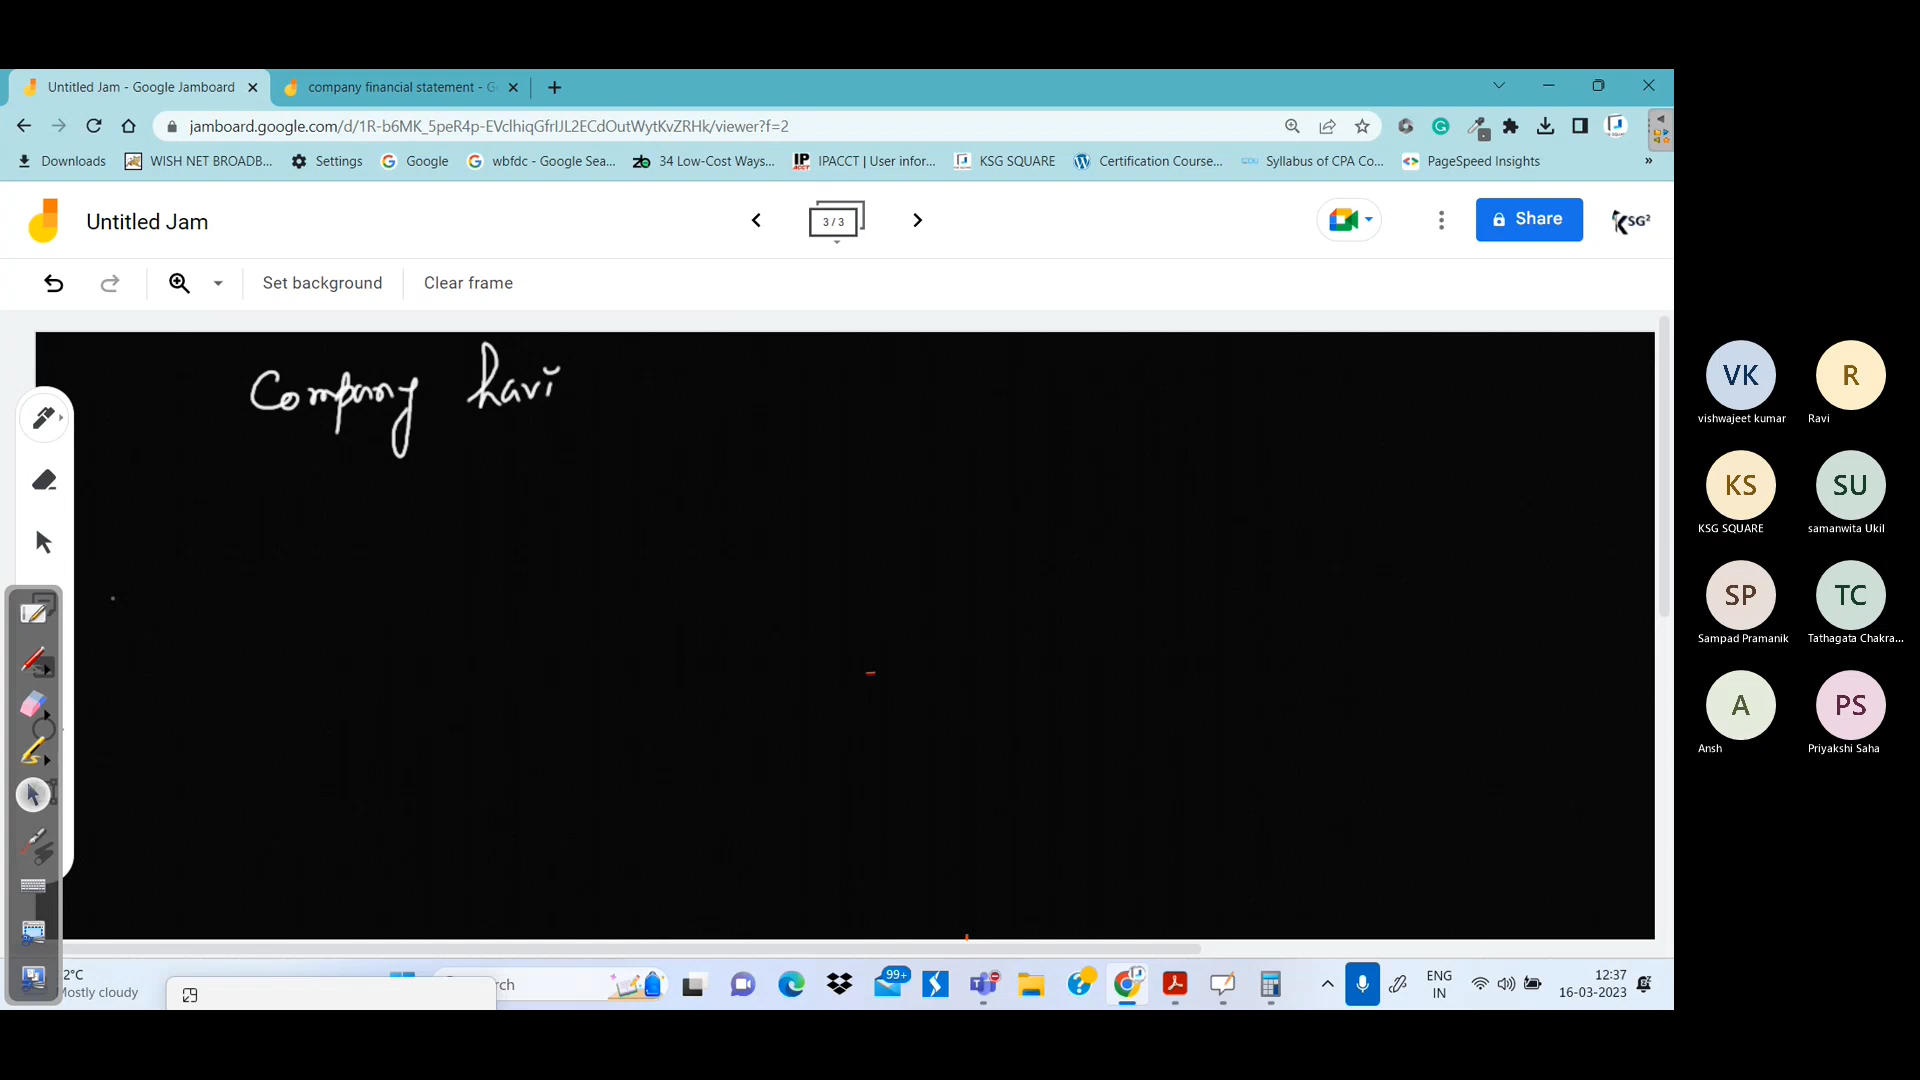 Untitled Jam - Google Jamboard
company financial statement - G
jamboard.google.com/d/1R-b6MK_5peR4p-EVclhiqGfrIJL2ECdOutWytKvZRHk/viewer?f=2
Downloads WISH NET BROADB... Settings Google wbfdc - Google Sea... 34 Low-Cost Ways... IPACCT | User infor... KSG SQUARE Certification Course... Syllabus of CPA Co... PageSpeed Insights »
Untitled Jam
3 / 3
Share
KSG²
Set background
Clear frame
Company havi
VK
vishwajeet kumar
R
Ravi
KS
KSG SQUARE
SU
samanwita Ukil
SP
Sampad Pramanik
TC
Tathagata Chakra...
A
Ansh
PS
Priyakshi Saha
2°C
Mostly cloudy
rch
99+
ENG
IN
12:37
16-03-2023